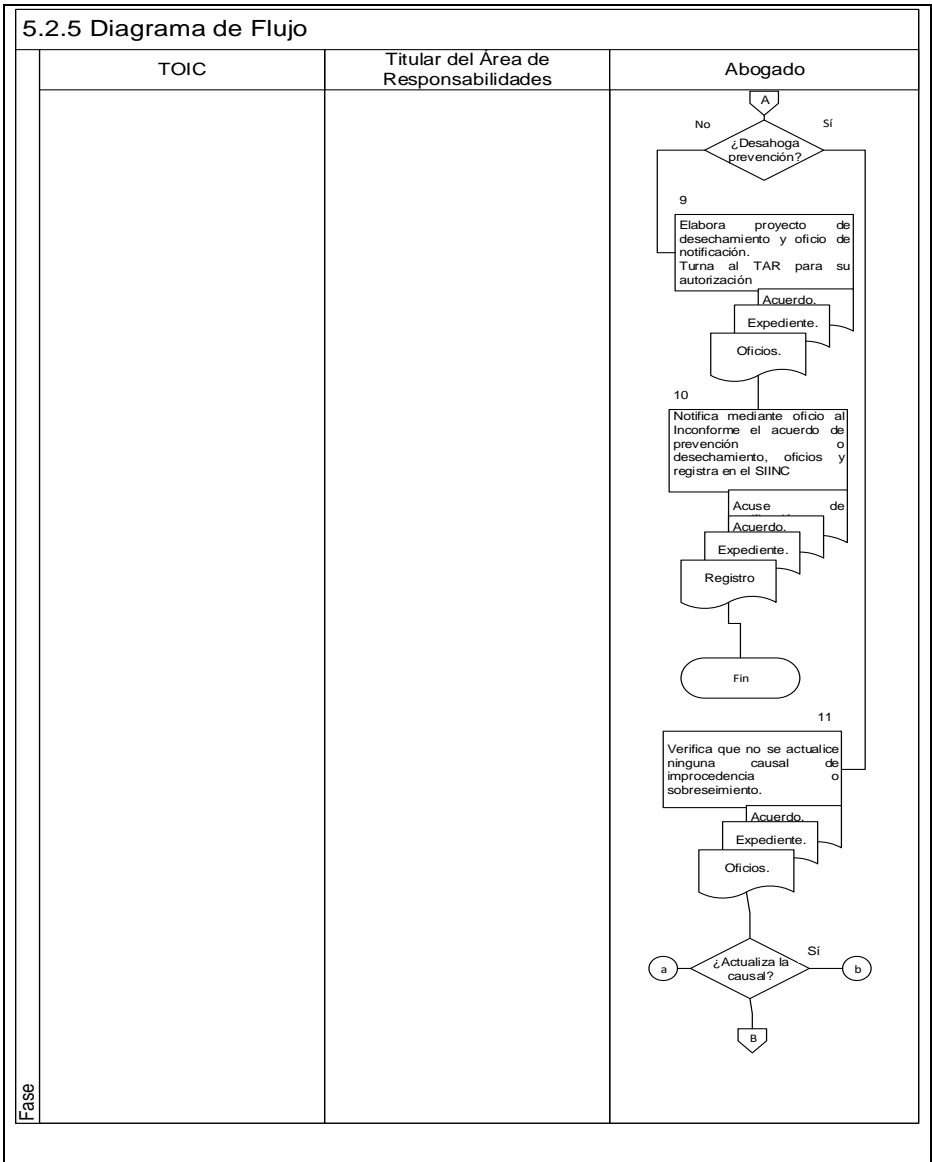 5.2.5 Diagrama de Flujo
TOIC
Titular del Área de
Responsabilidades
Abogado
A
No
Sí
¿Desahoga
prevención?
9
Elabora proyecto de
desechamiento y oficio de
notificación.
Turna al TAR para su
autorización
Acuerdo.
Expediente.
Oficios.
10
Notifica mediante oficio al
Inconforme el acuerdo de
prevención o
desechamiento, oficios y
registra en el SIINC
Acuse de
Acuerdo.
Expediente.
Registro
Fin
11
Verifica que no se actualice
ninguna causal de
improcedencia o
sobreseimiento.
Acuerdo.
Expediente.
Oficios.
a
¿Actualiza la
causal?
Sí
b
B
Fase